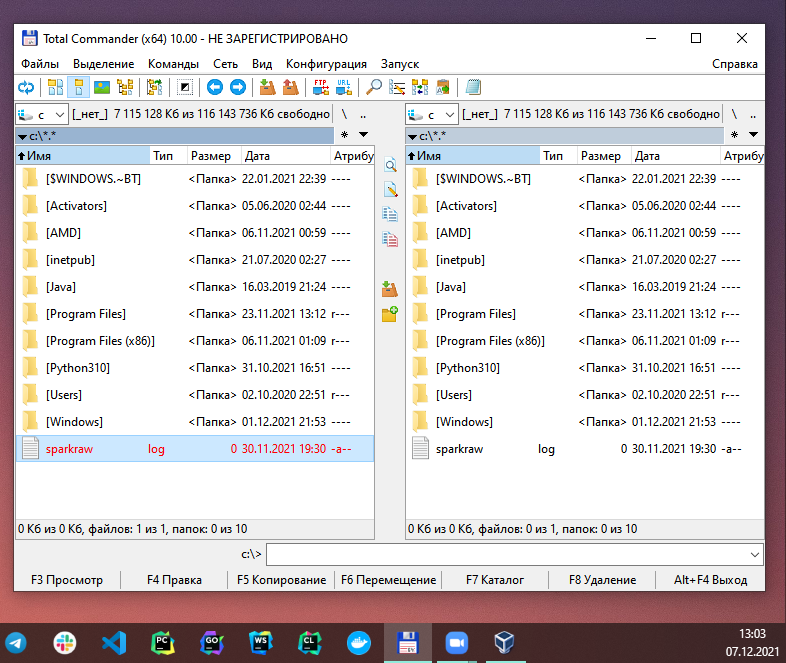 Total Commander (x64) 10.00 - НЕ ЗАРЕГИСТРИРОВАНО
Файлы Выделение Команды Сеть Вид Конфигурация Запуск Справка
FTP URL
c [_нет_] 7 115 128 Кб из 116 143 736 Кб свободно \ ..
c [_нет_] 7 115 128 Кб из 116 143 736 Кб свободно \ ..
c:\*.* *
c:\*.* *
Имя Тип Размер Дата Атрибу
[$WINDOWS.~BT] <Папка> 22.01.2021 22:39 ----
[Activators] <Папка> 05.06.2020 02:44 ----
[AMD] <Папка> 06.11.2021 00:59 ----
[inetpub] <Папка> 21.07.2020 02:27 ----
[Java] <Папка> 16.03.2019 21:24 ----
[Program Files] <Папка> 23.11.2021 13:12 r---
[Program Files (x86)] <Папка> 06.11.2021 01:09 r---
[Python310] <Папка> 31.10.2021 16:51 ----
[Users] <Папка> 02.10.2020 22:51 r---
[Windows] <Папка> 01.12.2021 21:53 ----
sparkraw log 0 30.11.2021 19:30 -a--
0 Кб из 0 Кб, файлов: 1 из 1, папок: 0 из 10
Имя Тип Размер Дата Атрибу
[$WINDOWS.~BT] <Папка> 22.01.2021 22:39 ----
[Activators] <Папка> 05.06.2020 02:44 ----
[AMD] <Папка> 06.11.2021 00:59 ----
[inetpub] <Папка> 21.07.2020 02:27 ----
[Java] <Папка> 16.03.2019 21:24 ----
[Program Files] <Папка> 23.11.2021 13:12 r---
[Program Files (x86)] <Папка> 06.11.2021 01:09 r---
[Python310] <Папка> 31.10.2021 16:51 ----
[Users] <Папка> 02.10.2020 22:51 r---
[Windows] <Папка> 01.12.2021 21:53 ----
sparkraw log 0 30.11.2021 19:30 -a--
0 Кб из 0 Кб, файлов: 0 из 1, папок: 0 из 10
c:\>
F3 Просмотр F4 Правка F5 Копирование F6 Перемещение F7 Каталог F8 Удаление Alt+F4 Выход
PC GO WS CL
13:03
07.12.2021